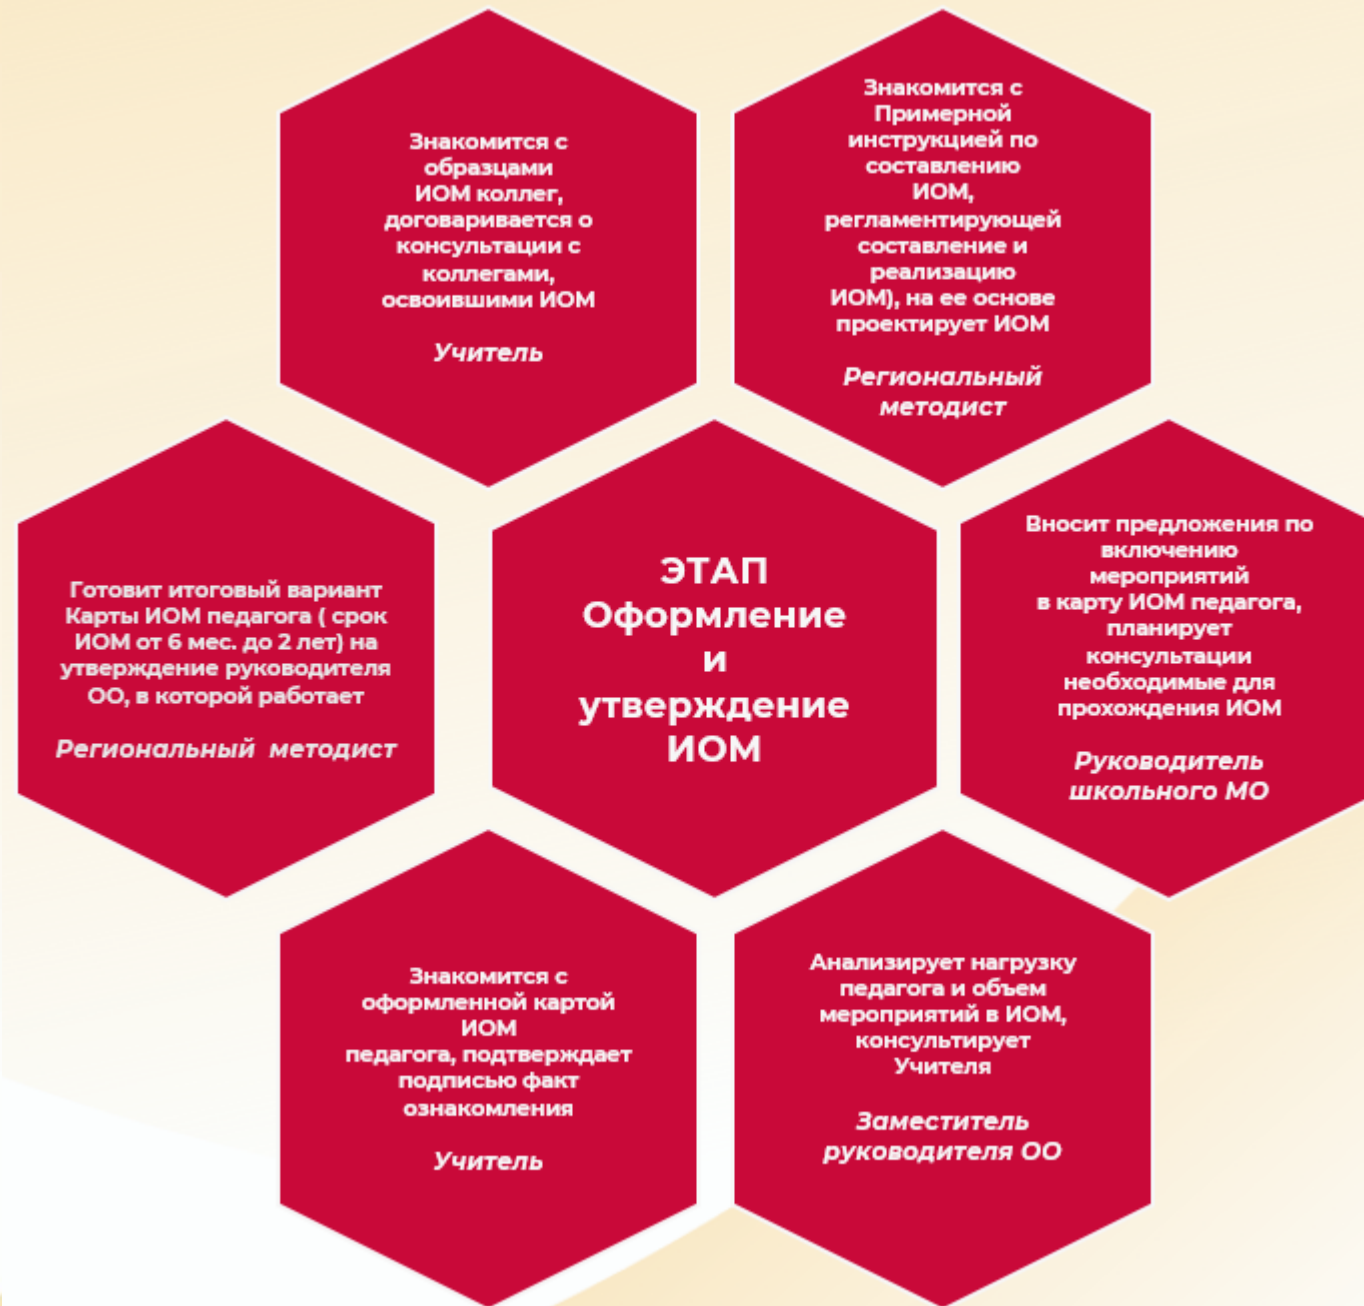 Знакомится с
образцами
ИОМ коллег,
договаривается о
консультации с
коллегами,
освоившими ИОМ
Учитель
Знакомится с
Примерной
инструкцией по
составлению
ИОМ,
регламентирующей
составление и
реализацию
ИОМ), на ее основе
проектирует ИОМ
Региональный
методист
Готовит итоговый вариант
Карты ИОМ педагога ( срок
ИОМ от 6 мес. до 2 лет) на
утверждение руководителя
ОО, в которой работает
Региональный методист
ЭТАП
Оформление
и
утверждение
ИОМ
Вносит предложения по
включению
мероприятий
в карту ИОМ педагога,
планирует
консультации
необходимые для
прохождения ИОМ
Руководитель
школьного МО
Знакомится с
оформленной картой
ИОМ
педагога, подтверждает
подписью факт
ознакомления
Учитель
Анализирует нагрузку
педагога и объем
мероприятий в ИОМ,
консультирует
Учителя
Заместитель
руководителя ОО